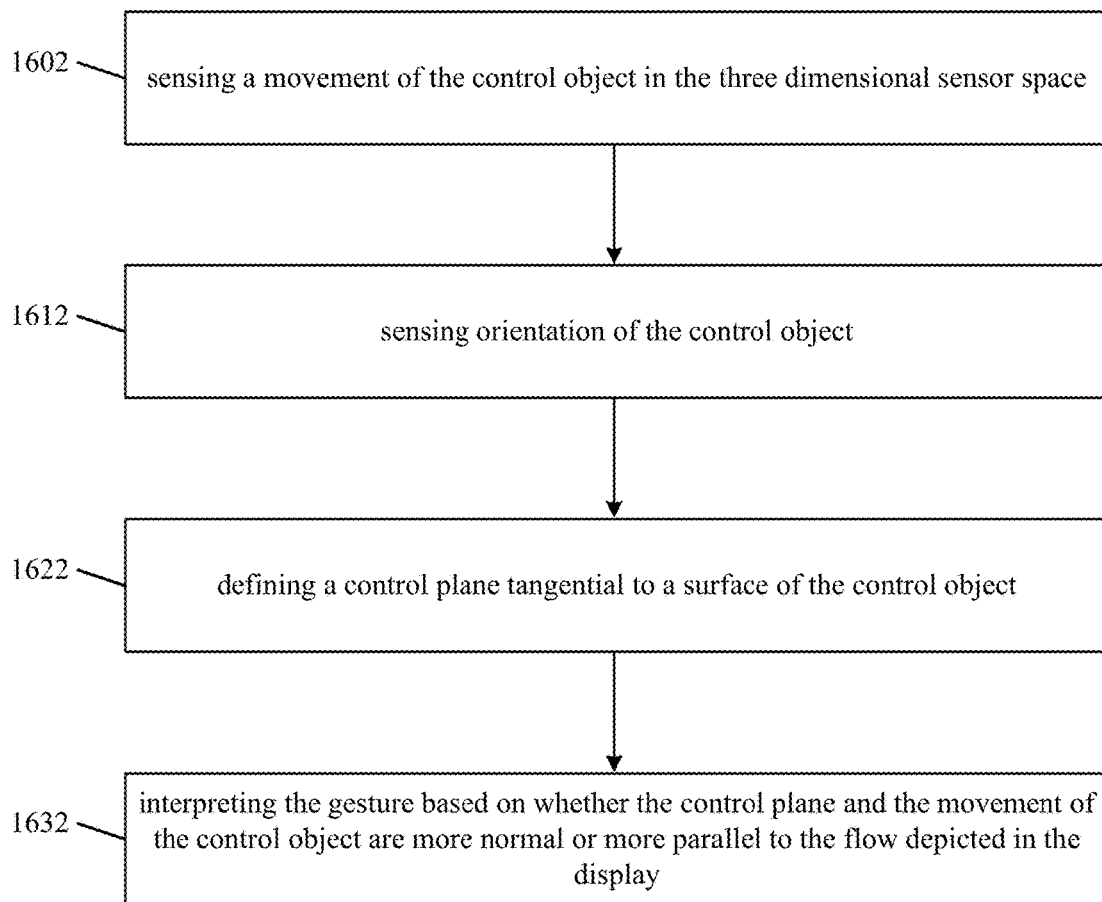 1602
sensing a movement of the control object in the three dimensional sensor space
1612
sensing orientation of the control object
1622
defining a control plane tangential to a surface of the control object
1632
interpreting the gesture based on whether the control plane and the movement of
the control object are more normal or more parallel to the flow depicted in the
display